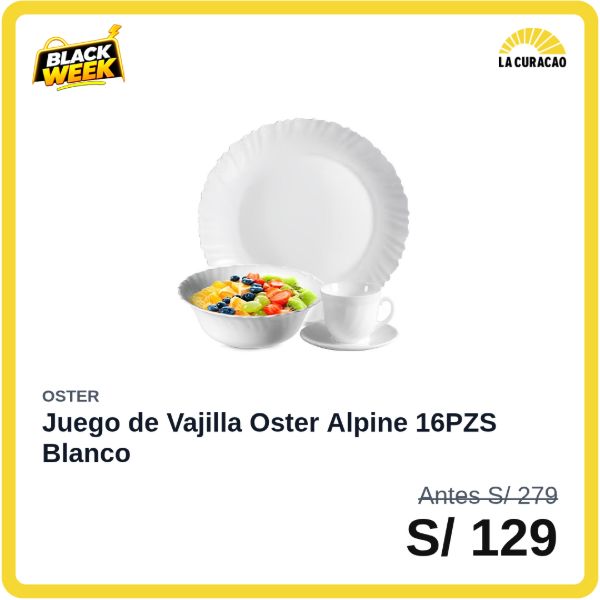 BLACK
WEEK
LA CURACAO
OSTER
Juego de Vajilla Oster Alpine 16PZS
Blanco
Antes S/ 279
S/ 129